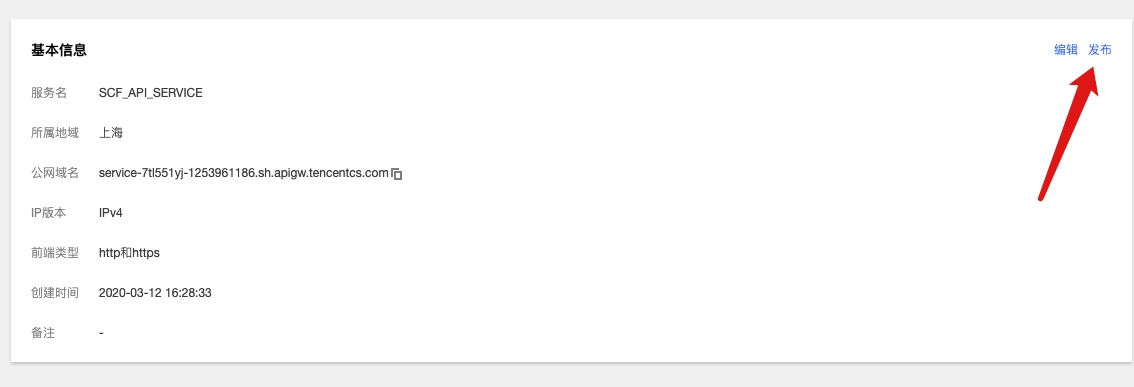 基本信息 编辑 发布
服务名 SCF_API_SERVICE
所属地域 上海
公网域名 service-7tl551yj-1253961186.sh.apigw.tencentcs.com
IP版本 IPv4
前端类型 http和https
创建时间 2020-03-12 16:28:33
备注 -